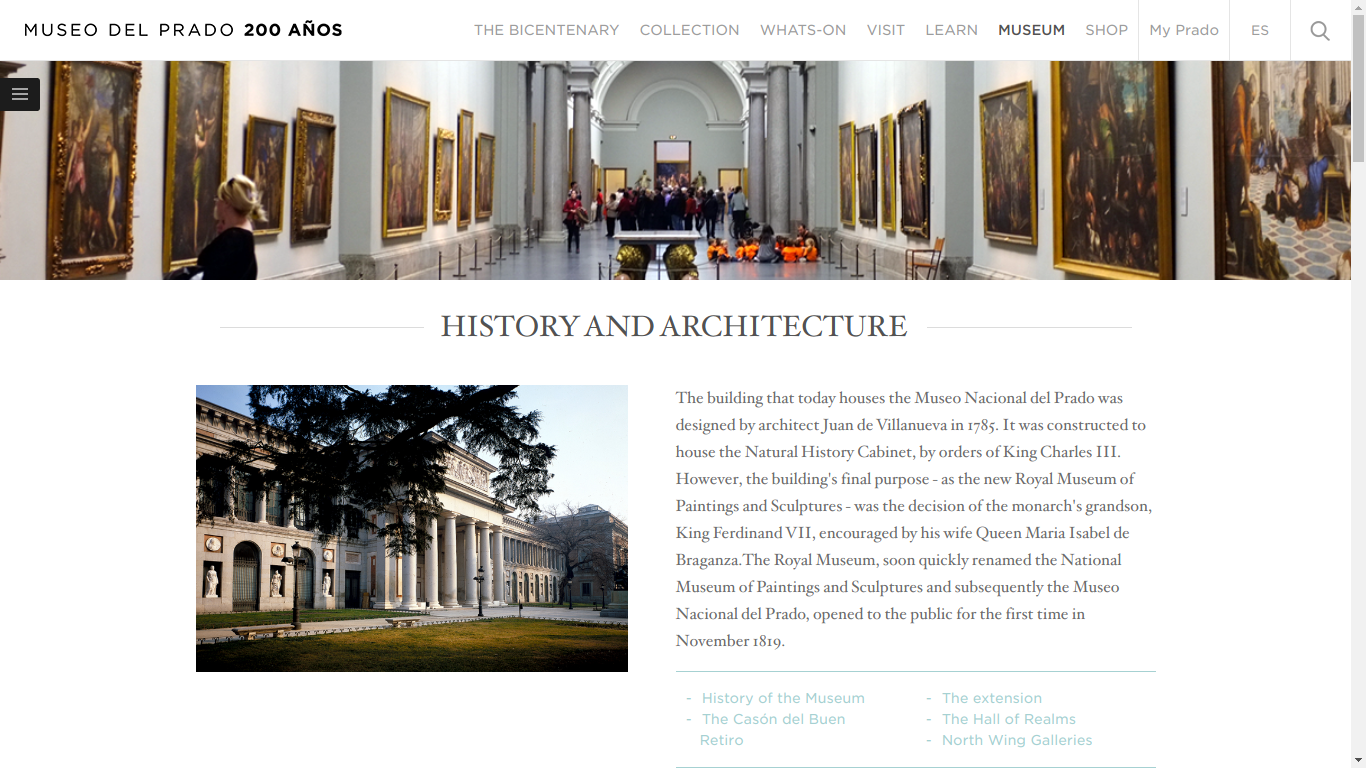 MUSEO DEL PRADO 200 AÑOS
THE BICENTENARY COLLECTION WHATS-ON VISIT LEARN MUSEUM SHOP My Prado ES
HISTORY AND ARCHITECTURE
The building that today houses the Museo Nacional del Prado was
designed by architect Juan de Villanueva in 1785. It was constructed to
house the Natural History Cabinet, by orders of King Charles III.
However, the building's final purpose - as the new Royal Museum of
Paintings and Sculptures - was the decision of the monarch's grandson,
King Ferdinand VII, encouraged by his wife Queen Maria Isabel de
Braganza.The Royal Museum, soon quickly renamed the National
Museum of Paintings and Sculptures and subsequently the Museo
Nacional del Prado, opened to the public for the first time in
November 1819.
- History of the Museum
- The Casón del Buen
Retiro
- The extension
- The Hall of Realms
- North Wing Galleries